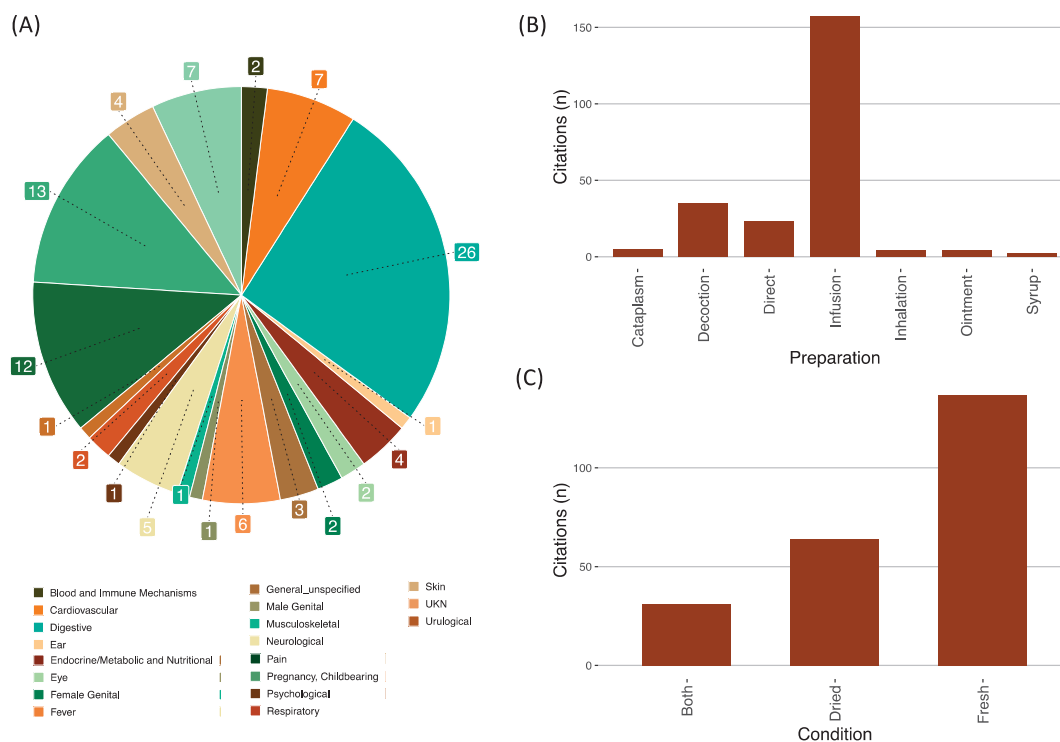 (A)
2
7
7
4
13
26
12
1
1
2
4
1
2
5
1
1
6
3
2
Blood and Immune Mechanisms
Cardiovascular
Digestive
Ear
Endocrine/Metabolic and Nutritional
Eye
Female Genital
Fever
General_unspecified
Male Genital
Musculoskeletal
Neurological
Pain
Pregnancy, Childbearing
Psychological
Respiratory
Skin
UKN
Urulogical
(B)
Citations (n)
150
100
50
0
Cataplasm
Decoction
Direct
Infusion
Inhalation
Ointment
Syrup
Preparation
(C)
Citations (n)
100
50
0
Both
Dried
Fresh
Condition